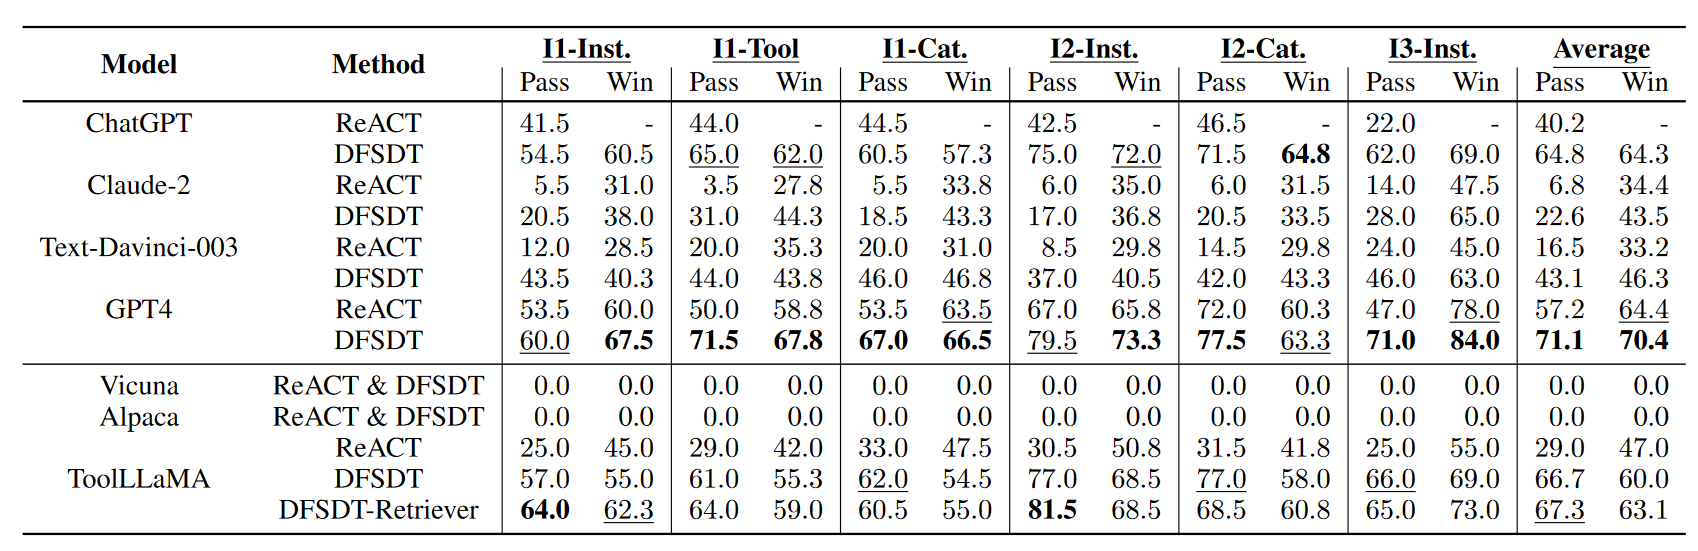 Model Method I1-Inst. I1-Tool I1-Cat. I2-Inst. I2-Cat. I3-Inst. Average
Pass Win Pass Win Pass Win Pass Win Pass Win Pass Win Pass Win
ChatGPT ReACT 41.5 - 44.0 - 44.5 - 42.5 - 46.5 - 22.0 - 40.2 -
DFSDT 54.5 60.5 65.0 62.0 60.5 57.3 75.0 72.0 71.5 64.8 62.0 69.0 64.8 64.3
Claude-2 ReACT 5.5 31.0 3.5 27.8 5.5 33.8 6.0 35.0 6.0 31.5 14.0 47.5 6.8 34.4
DFSDT 20.5 38.0 31.0 44.3 18.5 43.3 17.0 36.8 20.5 33.5 28.0 65.0 22.6 43.5
Text-Davinci-003 ReACT 12.0 28.5 20.0 35.3 20.0 31.0 8.5 29.8 14.5 29.8 24.0 45.0 16.5 33.2
DFSDT 43.5 40.3 44.0 43.8 46.0 46.8 37.0 40.5 42.0 43.3 46.0 63.0 43.1 46.3
GPT4 ReACT 53.5 60.0 50.0 58.8 53.5 63.5 67.0 65.8 72.0 60.3 47.0 78.0 57.2 64.4
DFSDT 60.0 67.5 71.5 67.8 67.0 66.5 79.5 73.3 77.5 63.3 71.0 84.0 71.1 70.4
Vicuna ReACT & DFSDT 0.0 0.0 0.0 0.0 0.0 0.0 0.0 0.0 0.0 0.0 0.0 0.0 0.0 0.0
Alpaca ReACT & DFSDT 0.0 0.0 0.0 0.0 0.0 0.0 0.0 0.0 0.0 0.0 0.0 0.0 0.0 0.0
ReACT 25.0 45.0 29.0 42.0 33.0 47.5 30.5 50.8 31.5 41.8 25.0 55.0 29.0 47.0
ToolLLaMA DFSDT 57.0 55.0 61.0 55.3 62.0 54.5 77.0 68.5 77.0 58.0 66.0 69.0 66.7 60.0
DFSDT-Retriever 64.0 62.3 64.0 59.0 60.5 55.0 81.5 68.5 68.5 60.8 65.0 73.0 67.3 63.1